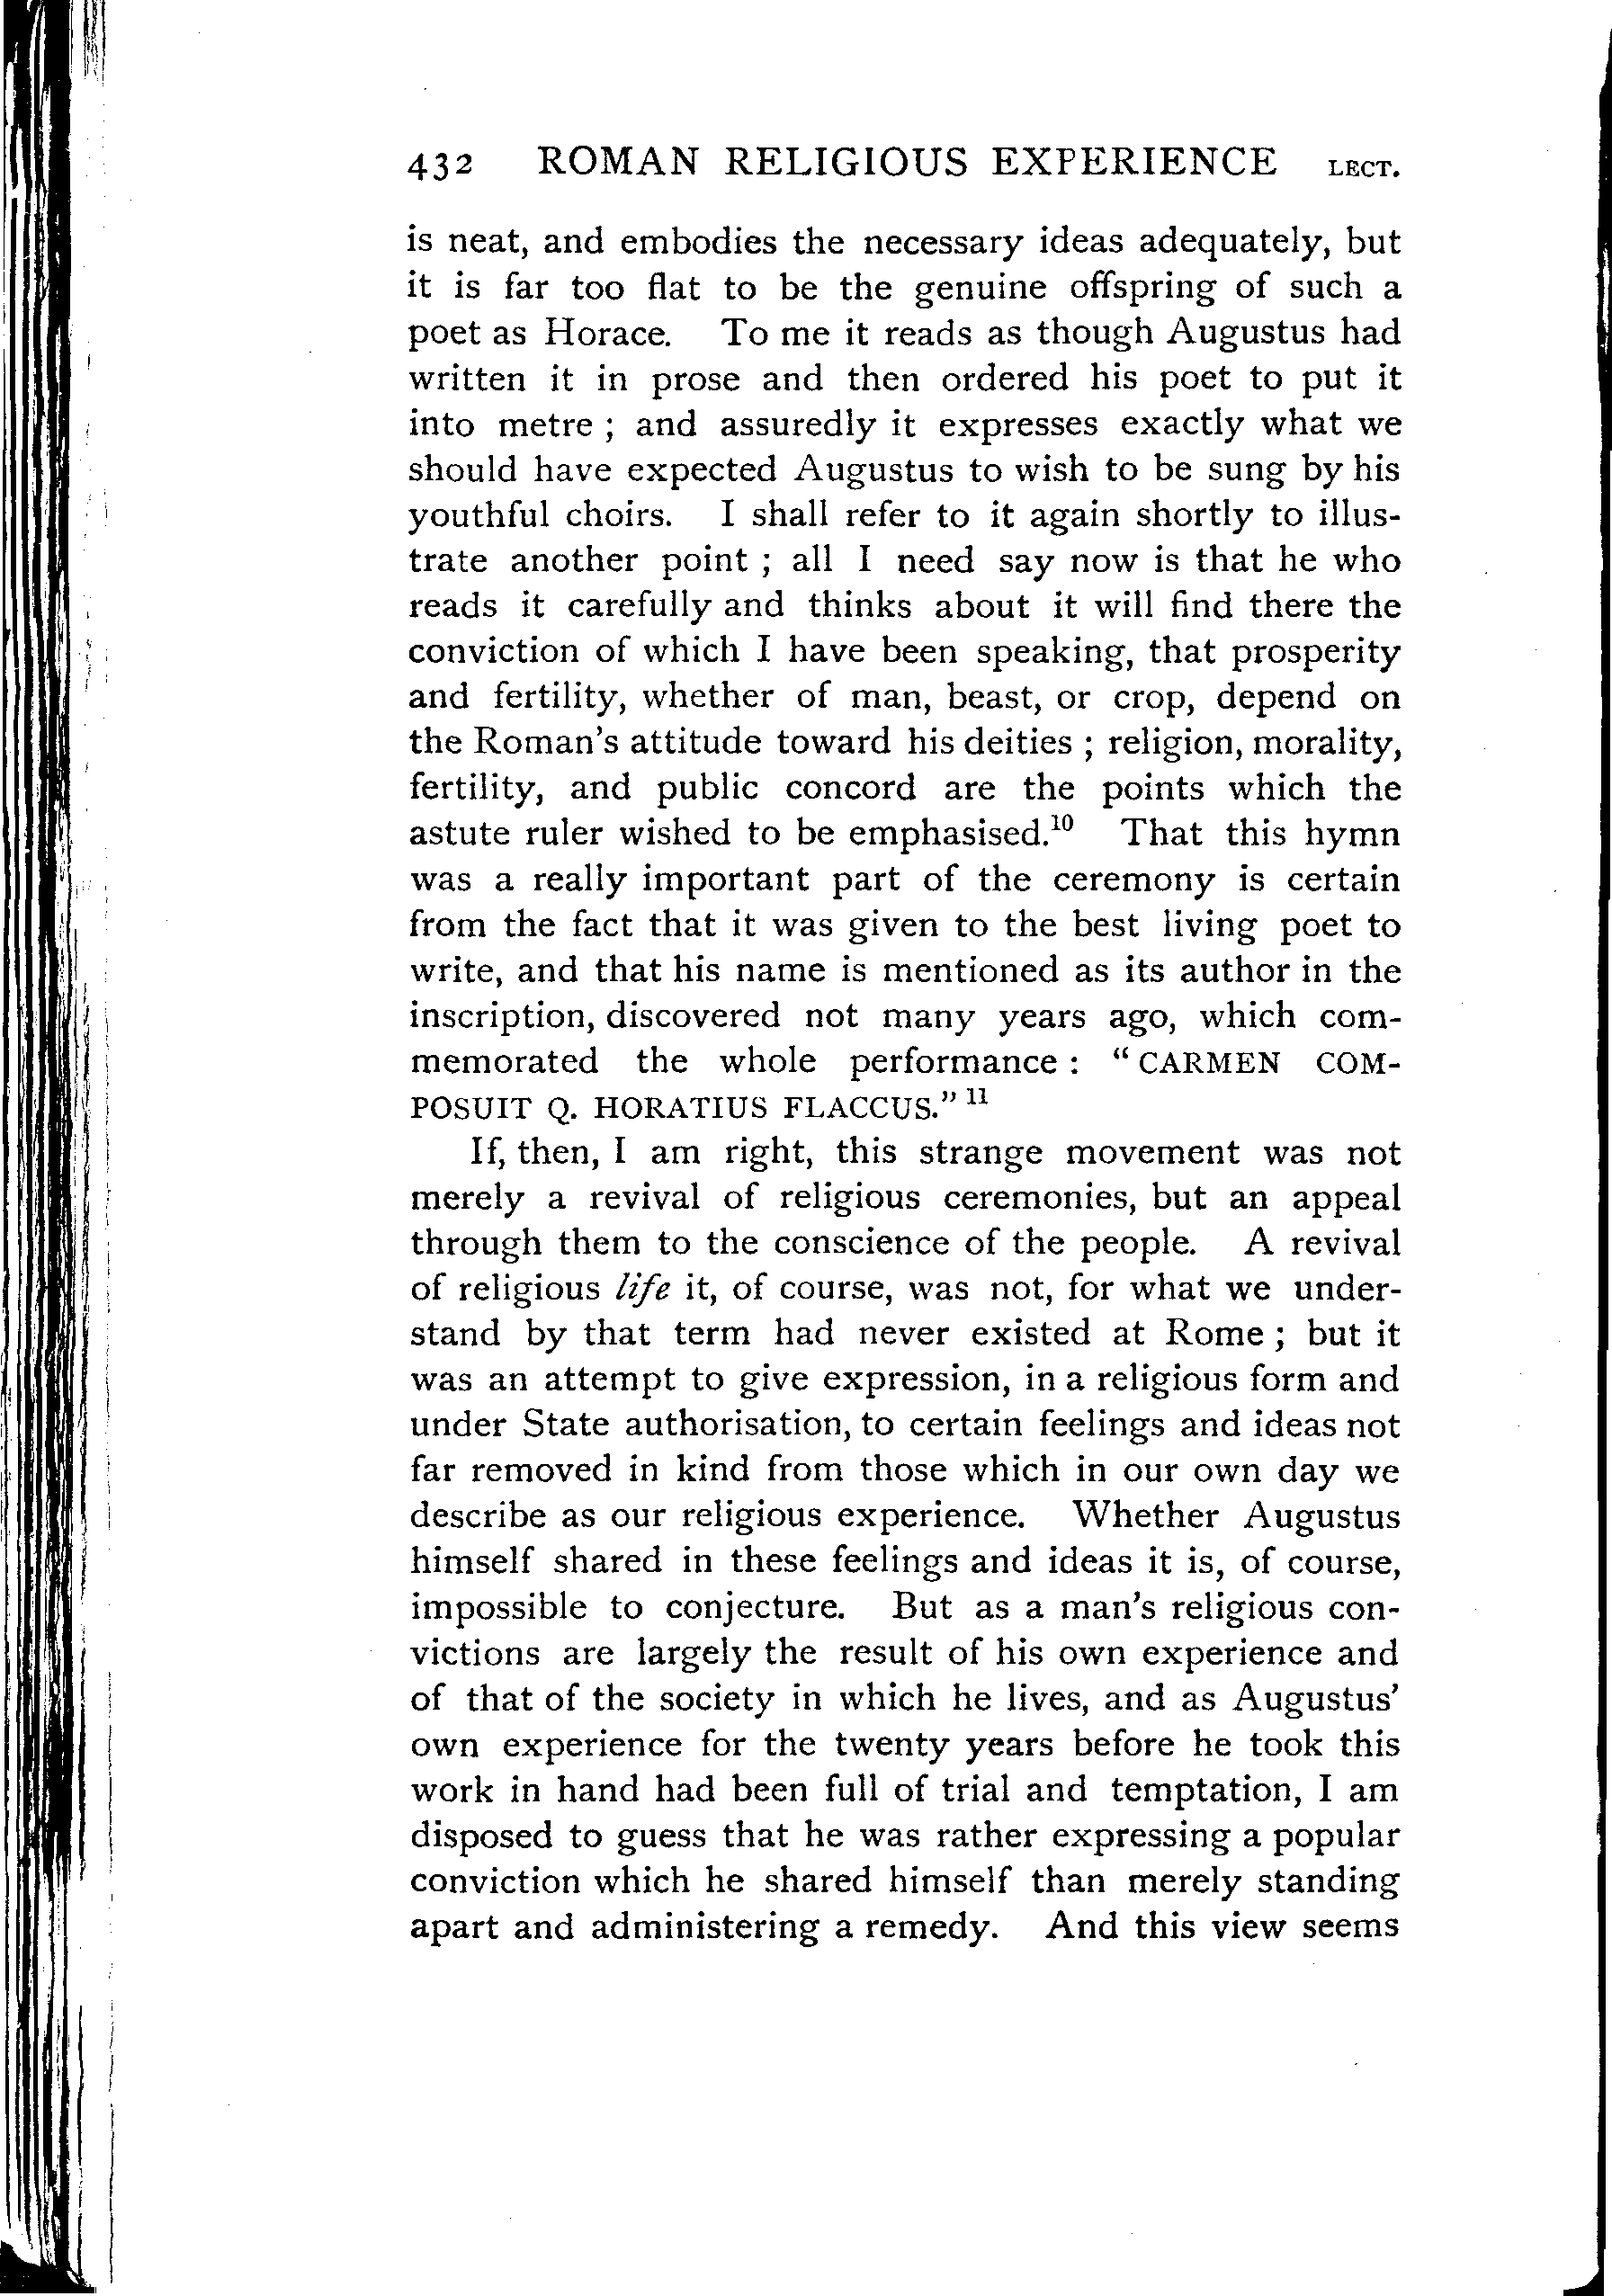 432 ROMAN RELIGIOUS EXPERIENCE LECT.
is neat, and embodies the necessary ideas adequately, but
it is far too flat to be the genuine offspring of such a
poet as Horace. To me it reads as though Augustus had
written it in prose and then ordered his poet to put it
into metre ; and assuredly it expresses exactly what we
should have expected Augustus to wish to be sung by his
youthful choirs. I shall refer to it again shortly to illus-
trate another point ; all I need say now is that he who
reads it carefully and thinks about it will find there the
conviction of which I have been speaking, that prosperity
and fertility, whether of man, beast, or crop, depend on
the Roman's attitude toward his deities ; religion, morality,
fertility, and public concord are the points which the
astute ruler wished to be emphasised.¹⁰ That this hymn
was a really important part of the ceremony is certain
from the fact that it was given to the best living poet to
write, and that his name is mentioned as its author in the
inscription, discovered not many years ago, which com-
memorated the whole performance : “ CARMEN COM-
POSUIT Q. HORATIUS FLACCUS.” ¹¹
If, then, I am right, this strange movement was not
merely a revival of religious ceremonies, but an appeal
through them to the conscience of the people. A revival
of religious life it, of course, was not, for what we under-
stand by that term had never existed at Rome ; but it
was an attempt to give expression, in a religious form and
under State authorisation, to certain feelings and ideas not
far removed in kind from those which in our own day we
describe as our religious experience. Whether Augustus
himself shared in these feelings and ideas it is, of course,
impossible to conjecture. But as a man's religious con-
victions are largely the result of his own experience and
of that of the society in which he lives, and as Augustus'
own experience for the twenty years before he took this
work in hand had been full of trial and temptation, I am
disposed to guess that he was rather expressing a popular
conviction which he shared himself than merely standing
apart and administering a remedy. And this view seems